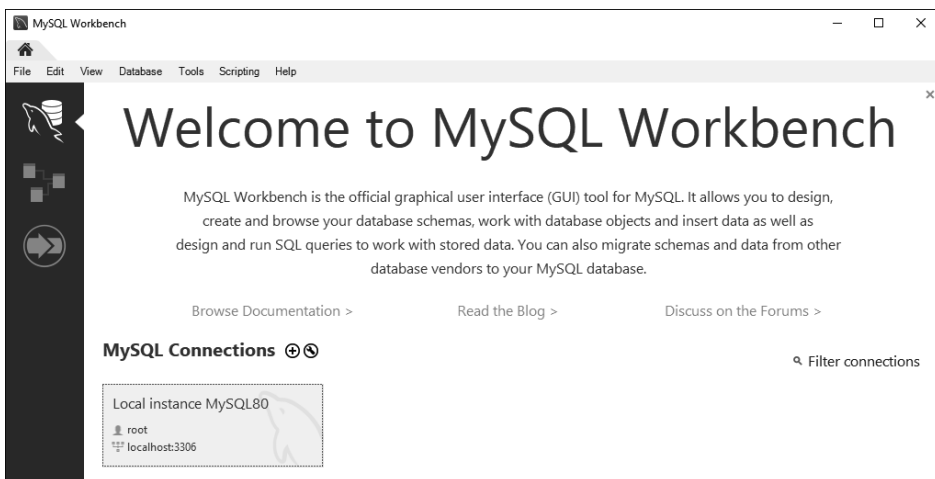 MySQL Workbench
File Edit View Database Tools Scripting Help
Welcome to MySQL Workbench
MySQL Workbench is the official graphical user interface (GUI) tool for MySQL. It allows you to design,
create and browse your database schemas, work with database objects and insert data as well as
design and run SQL queries to work with stored data. You can also migrate schemas and data from other
database vendors to your MySQL database.
Browse Documentation > Read the Blog > Discuss on the Forums >
MySQL Connections
Filter connections
Local instance MySQL80
root
localhost:3306